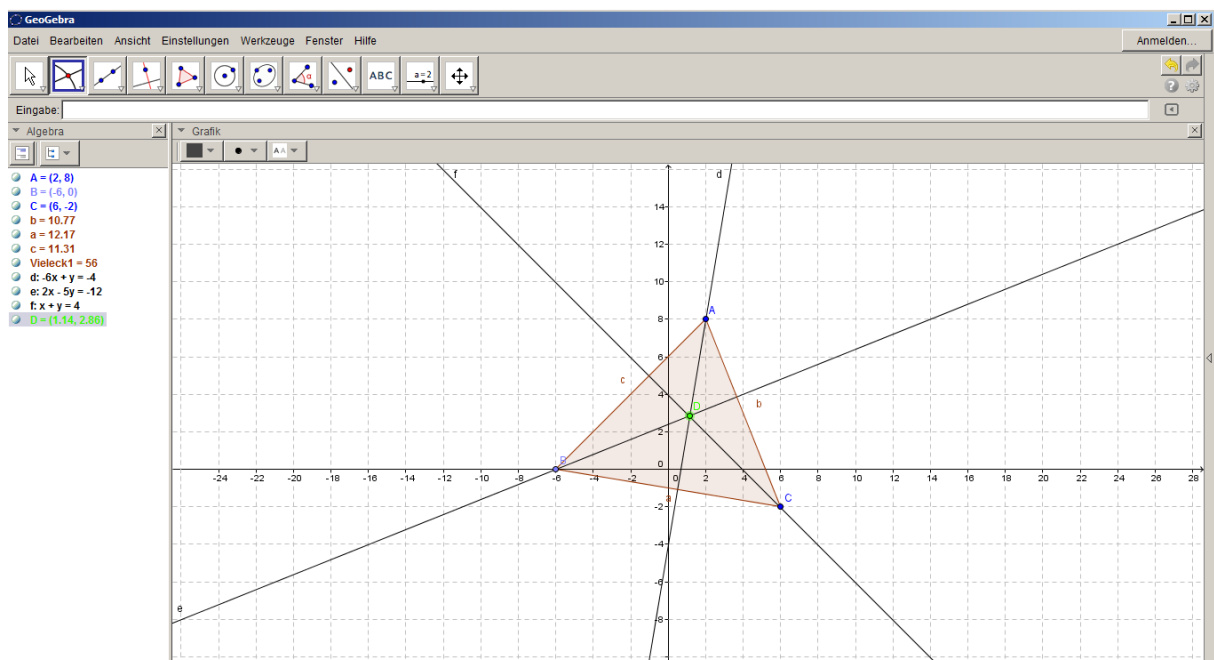 GeoGebra
Datei Bearbeiten Ansicht Einstellungen Werkzeuge Fenster Hilfe
Anmelden...
α ABC a=2
Eingabe:
Algebra
Grafik
A A
A = (2, 8)
B = (-6, 0)
C = (6, -2)
b = 10.77
a = 12.17
c = 11.31
Vieleck1 = 56
d: -6x + y = -4
e: 2x - 5y = -12
f: x + y = 4
D = (1.14, 2.86)
f
d
14
12
10
8
A
6
c
4
D
b
2
B
0
-24 -22 -20 -18 -16 -14 -12 -10 -8 -6 -4 -2 0 2 4 6 8 10 12 14 16 18 20 22 24 26 28
a
C
-2
-4
-6
e
-8